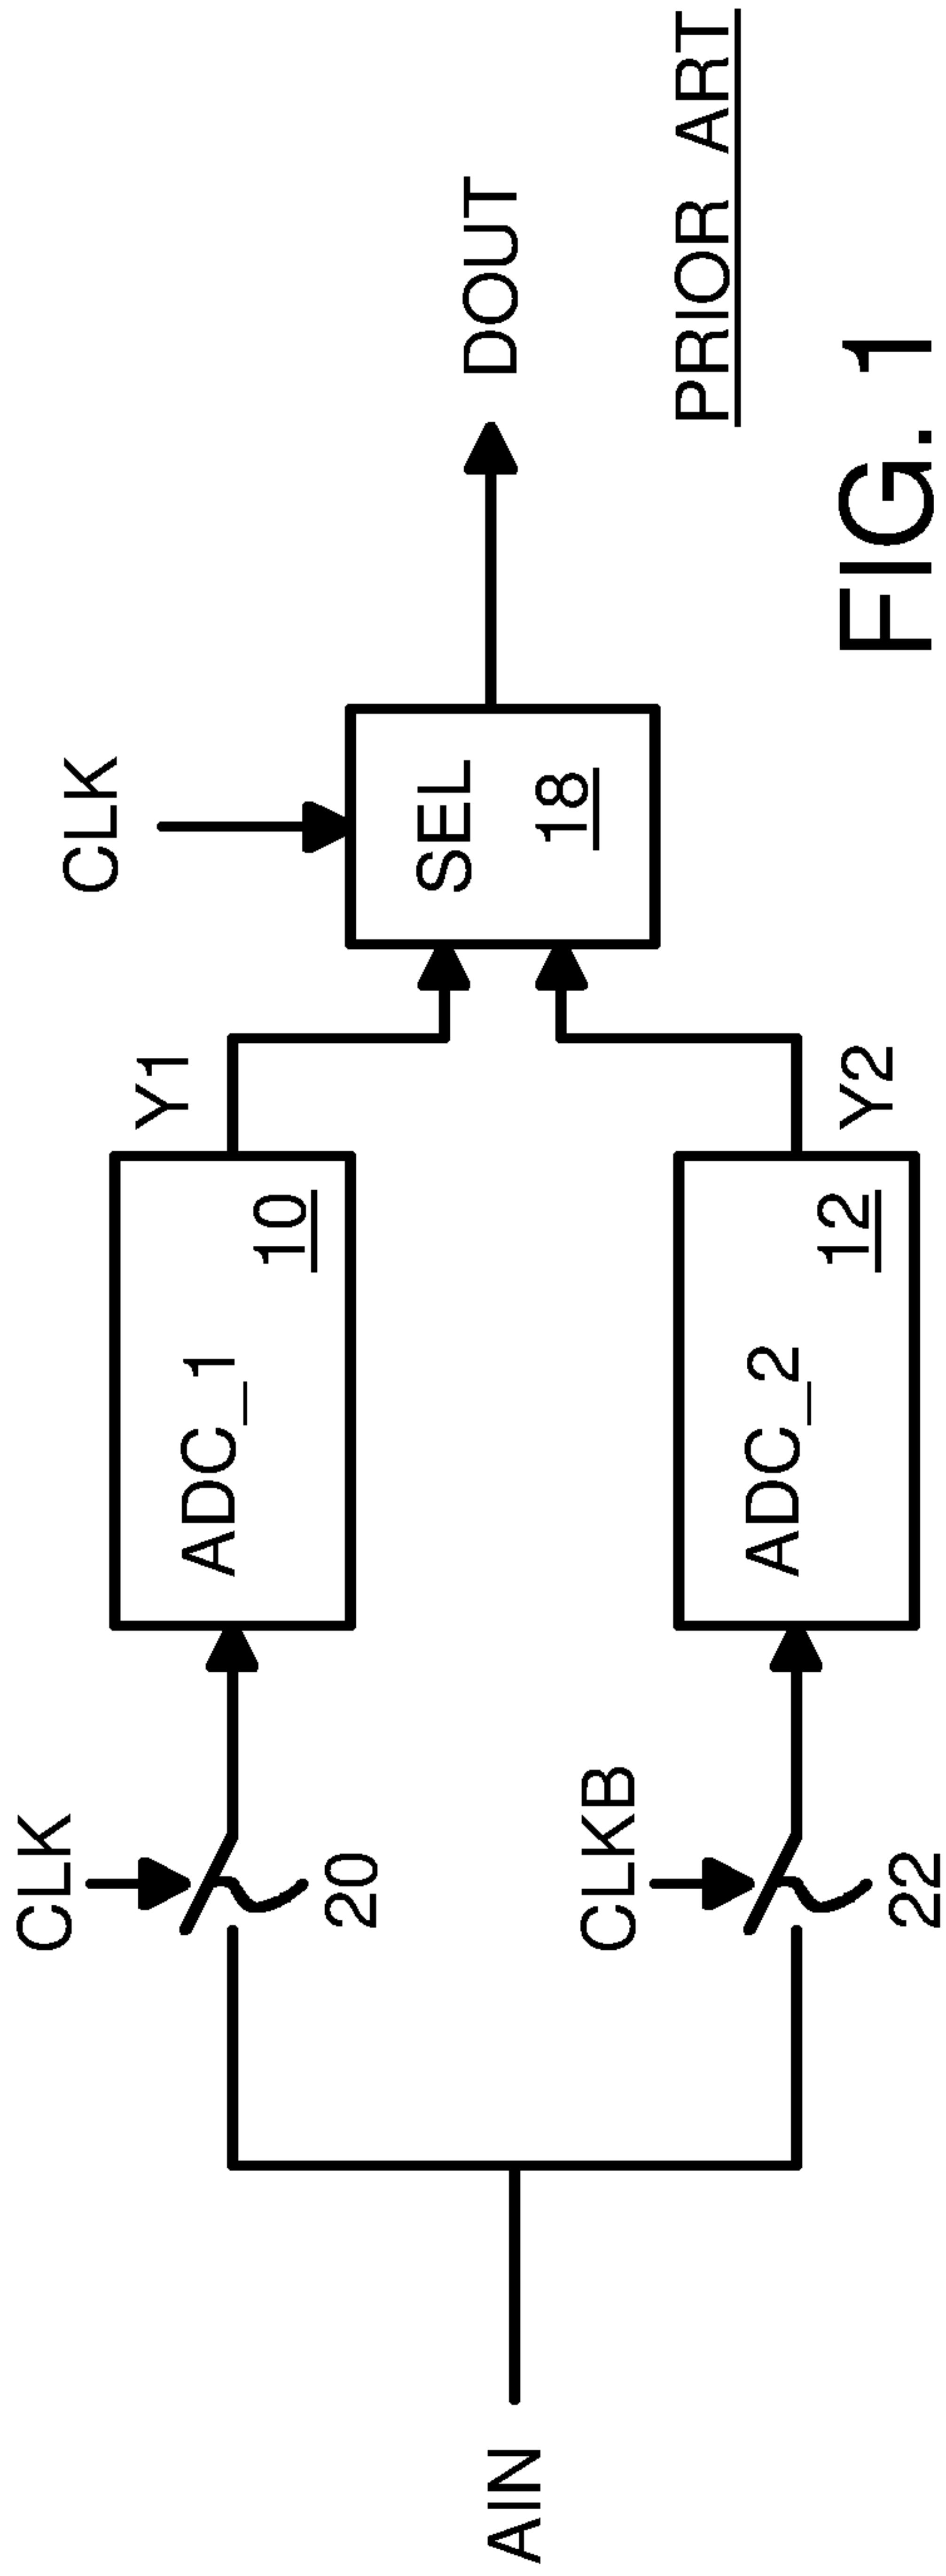 CLK
CLK
ADC_1
10
Y1
20
SEL
18
AIN
DOUT
CLKB
ADC_2
12
Y2
22
PRIOR ART
FIG. 1